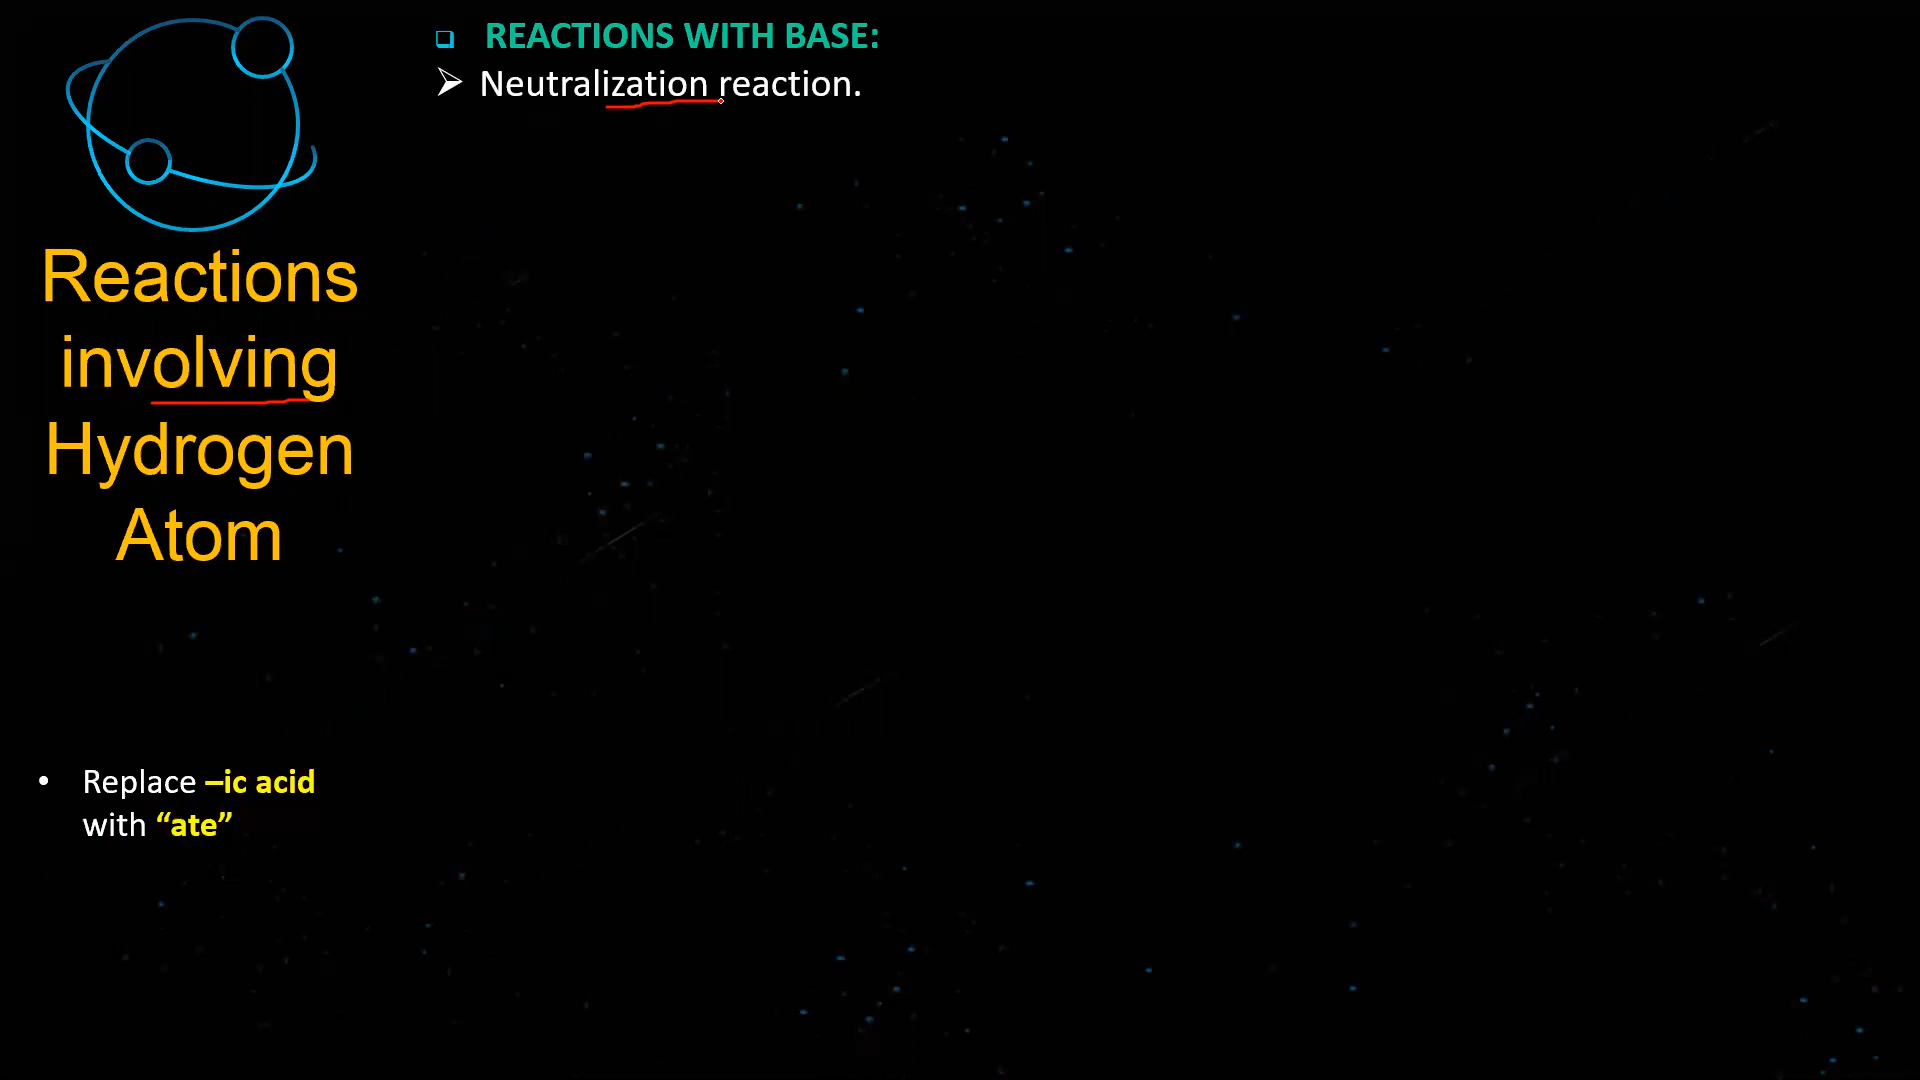 ❑ REACTIONS WITH BASE:
➢ Neutralization reaction.
Reactions
involving
Hydrogen
Atom
• Replace –ic acid
with “ate”